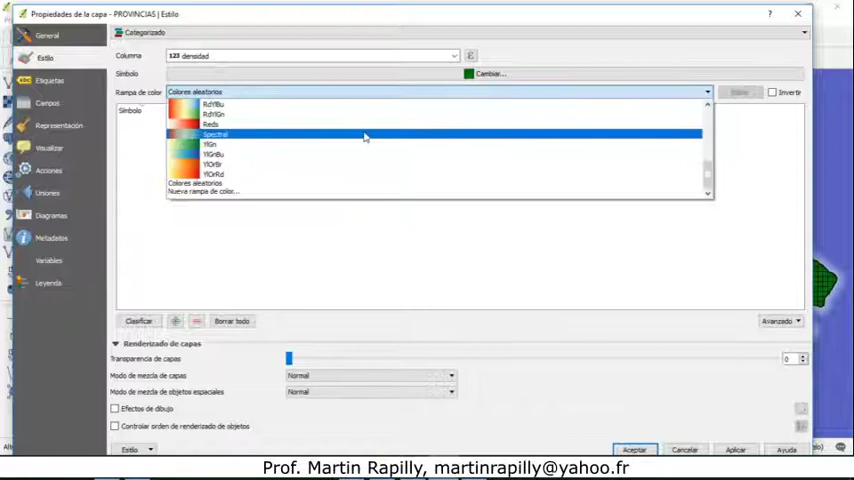 Propiedades de la capa - PROVINCIAS | Estilo
?
General
Categorizado
Estilo
Columna
123 densidad
ε
Etiquetas
Símbolo
Cambiar...
Campos
Rampa de color
Colores aleatorios
Invertir
Símbolo
RdYlBu
RdYlGn
Representación
Reds
Spectral
Visualizar
YlGn
YlGnBu
Acciones
YlOrBr
YlOrRd
Colores aleatorios
Uniones
Nueva rampa de color...
Diagramas
Metadatos
Variables
Leyenda
Clasificar
Borrar todo
Avanzado
Renderizado de capas
Transparencia de capas
0
Modo de mezcla de capas
Normal
Modo de mezcla de objetos espaciales
Normal
Efectos de dibujo
Controlar orden de renderizado de objetos
Estilo
Aceptar
Cancelar
Aplicar
Ayuda
Prof. Martin Rapilly, martinrapilly@yahoo.fr